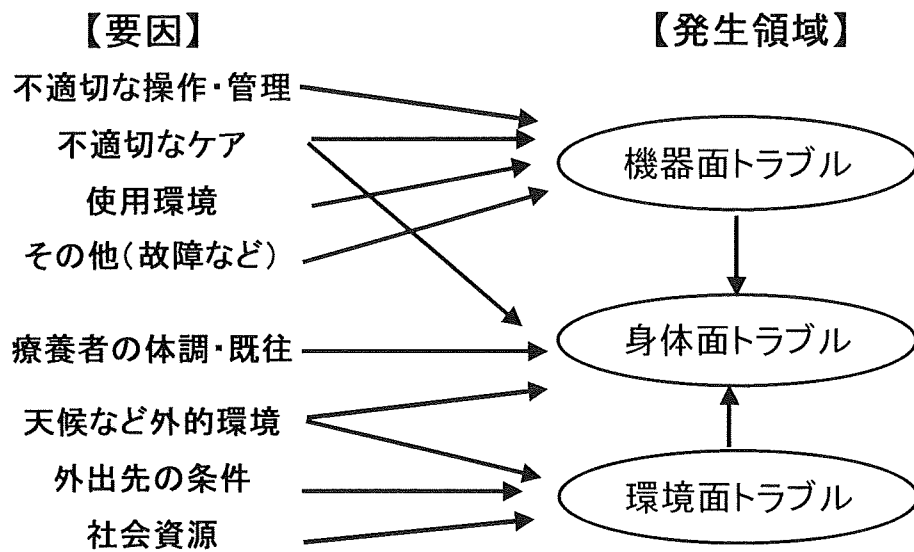 【要因】
【発生領域】
不適切な操作・管理
不適切なケア
使用環境
その他(故障など)
療養者の体調・既往
天候など外的環境
外出先の条件
社会資源
機器面トラブル
身体面トラブル
環境面トラブル